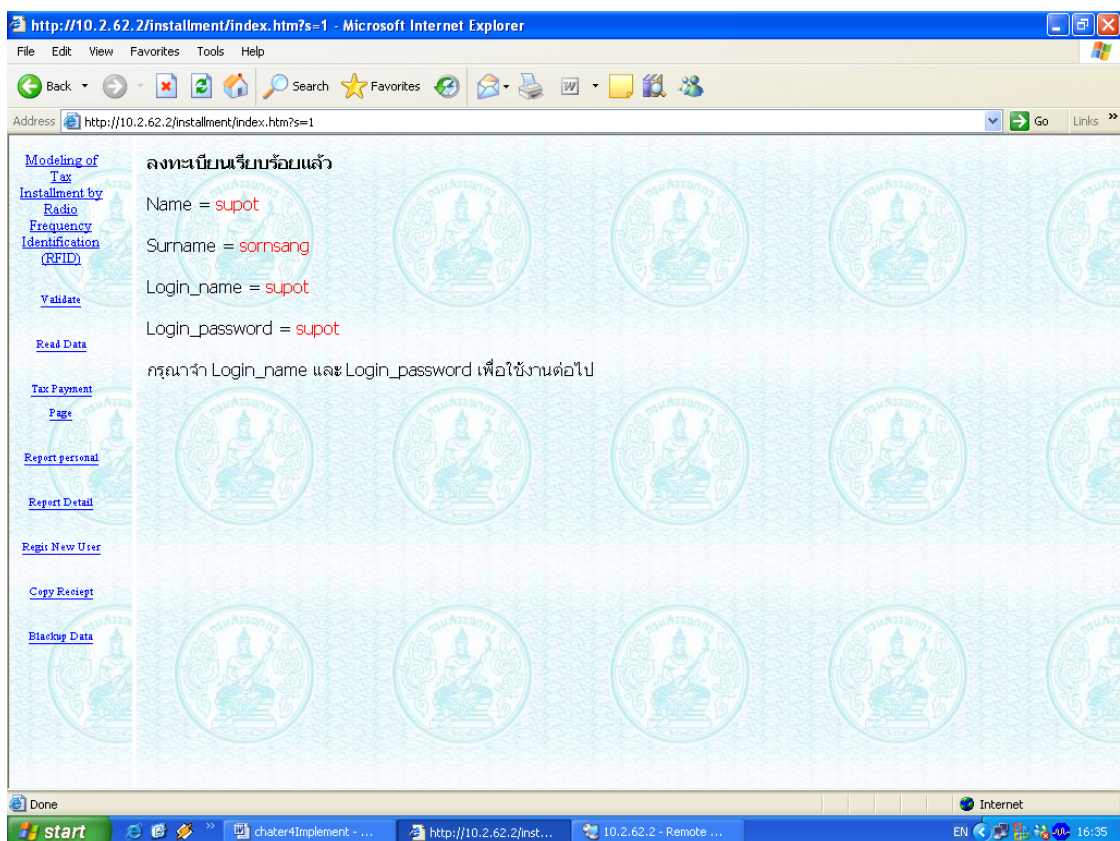 http://10.2.62.2/installment/index.htm?s=1 - Microsoft Internet Explorer
File Edit View Favorites Tools Help
Back Search Favorites
Address http://10.2.62.2/installment/index.htm?s=1 Go Links »
Modeling of
Tax
Installment by
Radio
Frequency
Identification
(RFID)
Validate
Read Data
Tax Payment
Page
Report personal
Report Detail
Regis New User
Copy Reciept
Blackup Data
ลงทะเบียนเรียบร้อยแล้ว
Name = supot
Surname = sornsang
Login_name = supot
Login_password = supot
กรุณาจำ Login_name และ Login_password เพื่อใช้งานต่อไป
Done Internet
start » chater4Implement - ... http://10.2.62.2/inst... 10.2.62.2 - Remote ... EN 16:35